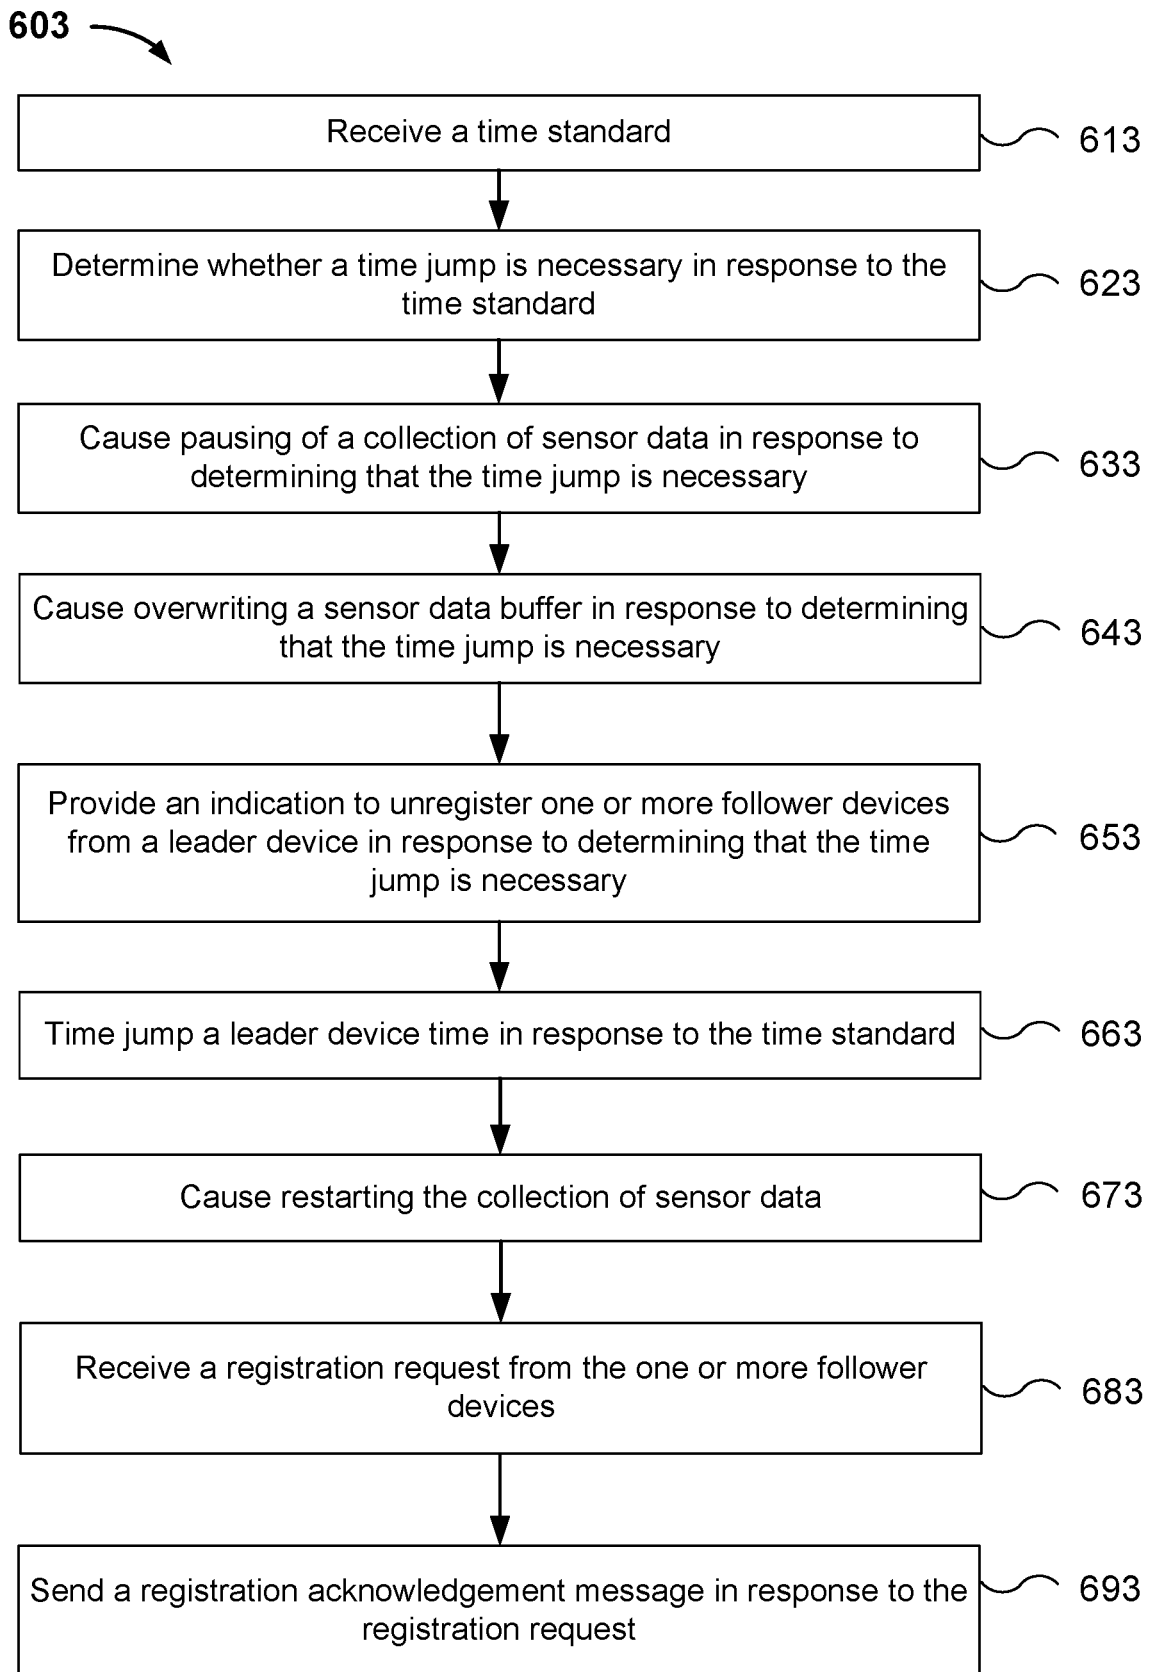 603
Receive a time standard
613
Determine whether a time jump is necessary in response to the
time standard
623
Cause pausing of a collection of sensor data in response to
determining that the time jump is necessary
633
Cause overwriting a sensor data buffer in response to determining
that the time jump is necessary
643
Provide an indication to unregister one or more follower devices
from a leader device in response to determining that the time
jump is necessary
653
Time jump a leader device time in response to the time standard
663
Cause restarting the collection of sensor data
673
Receive a registration request from the one or more follower
devices
683
Send a registration acknowledgement message in response to the
registration request
693